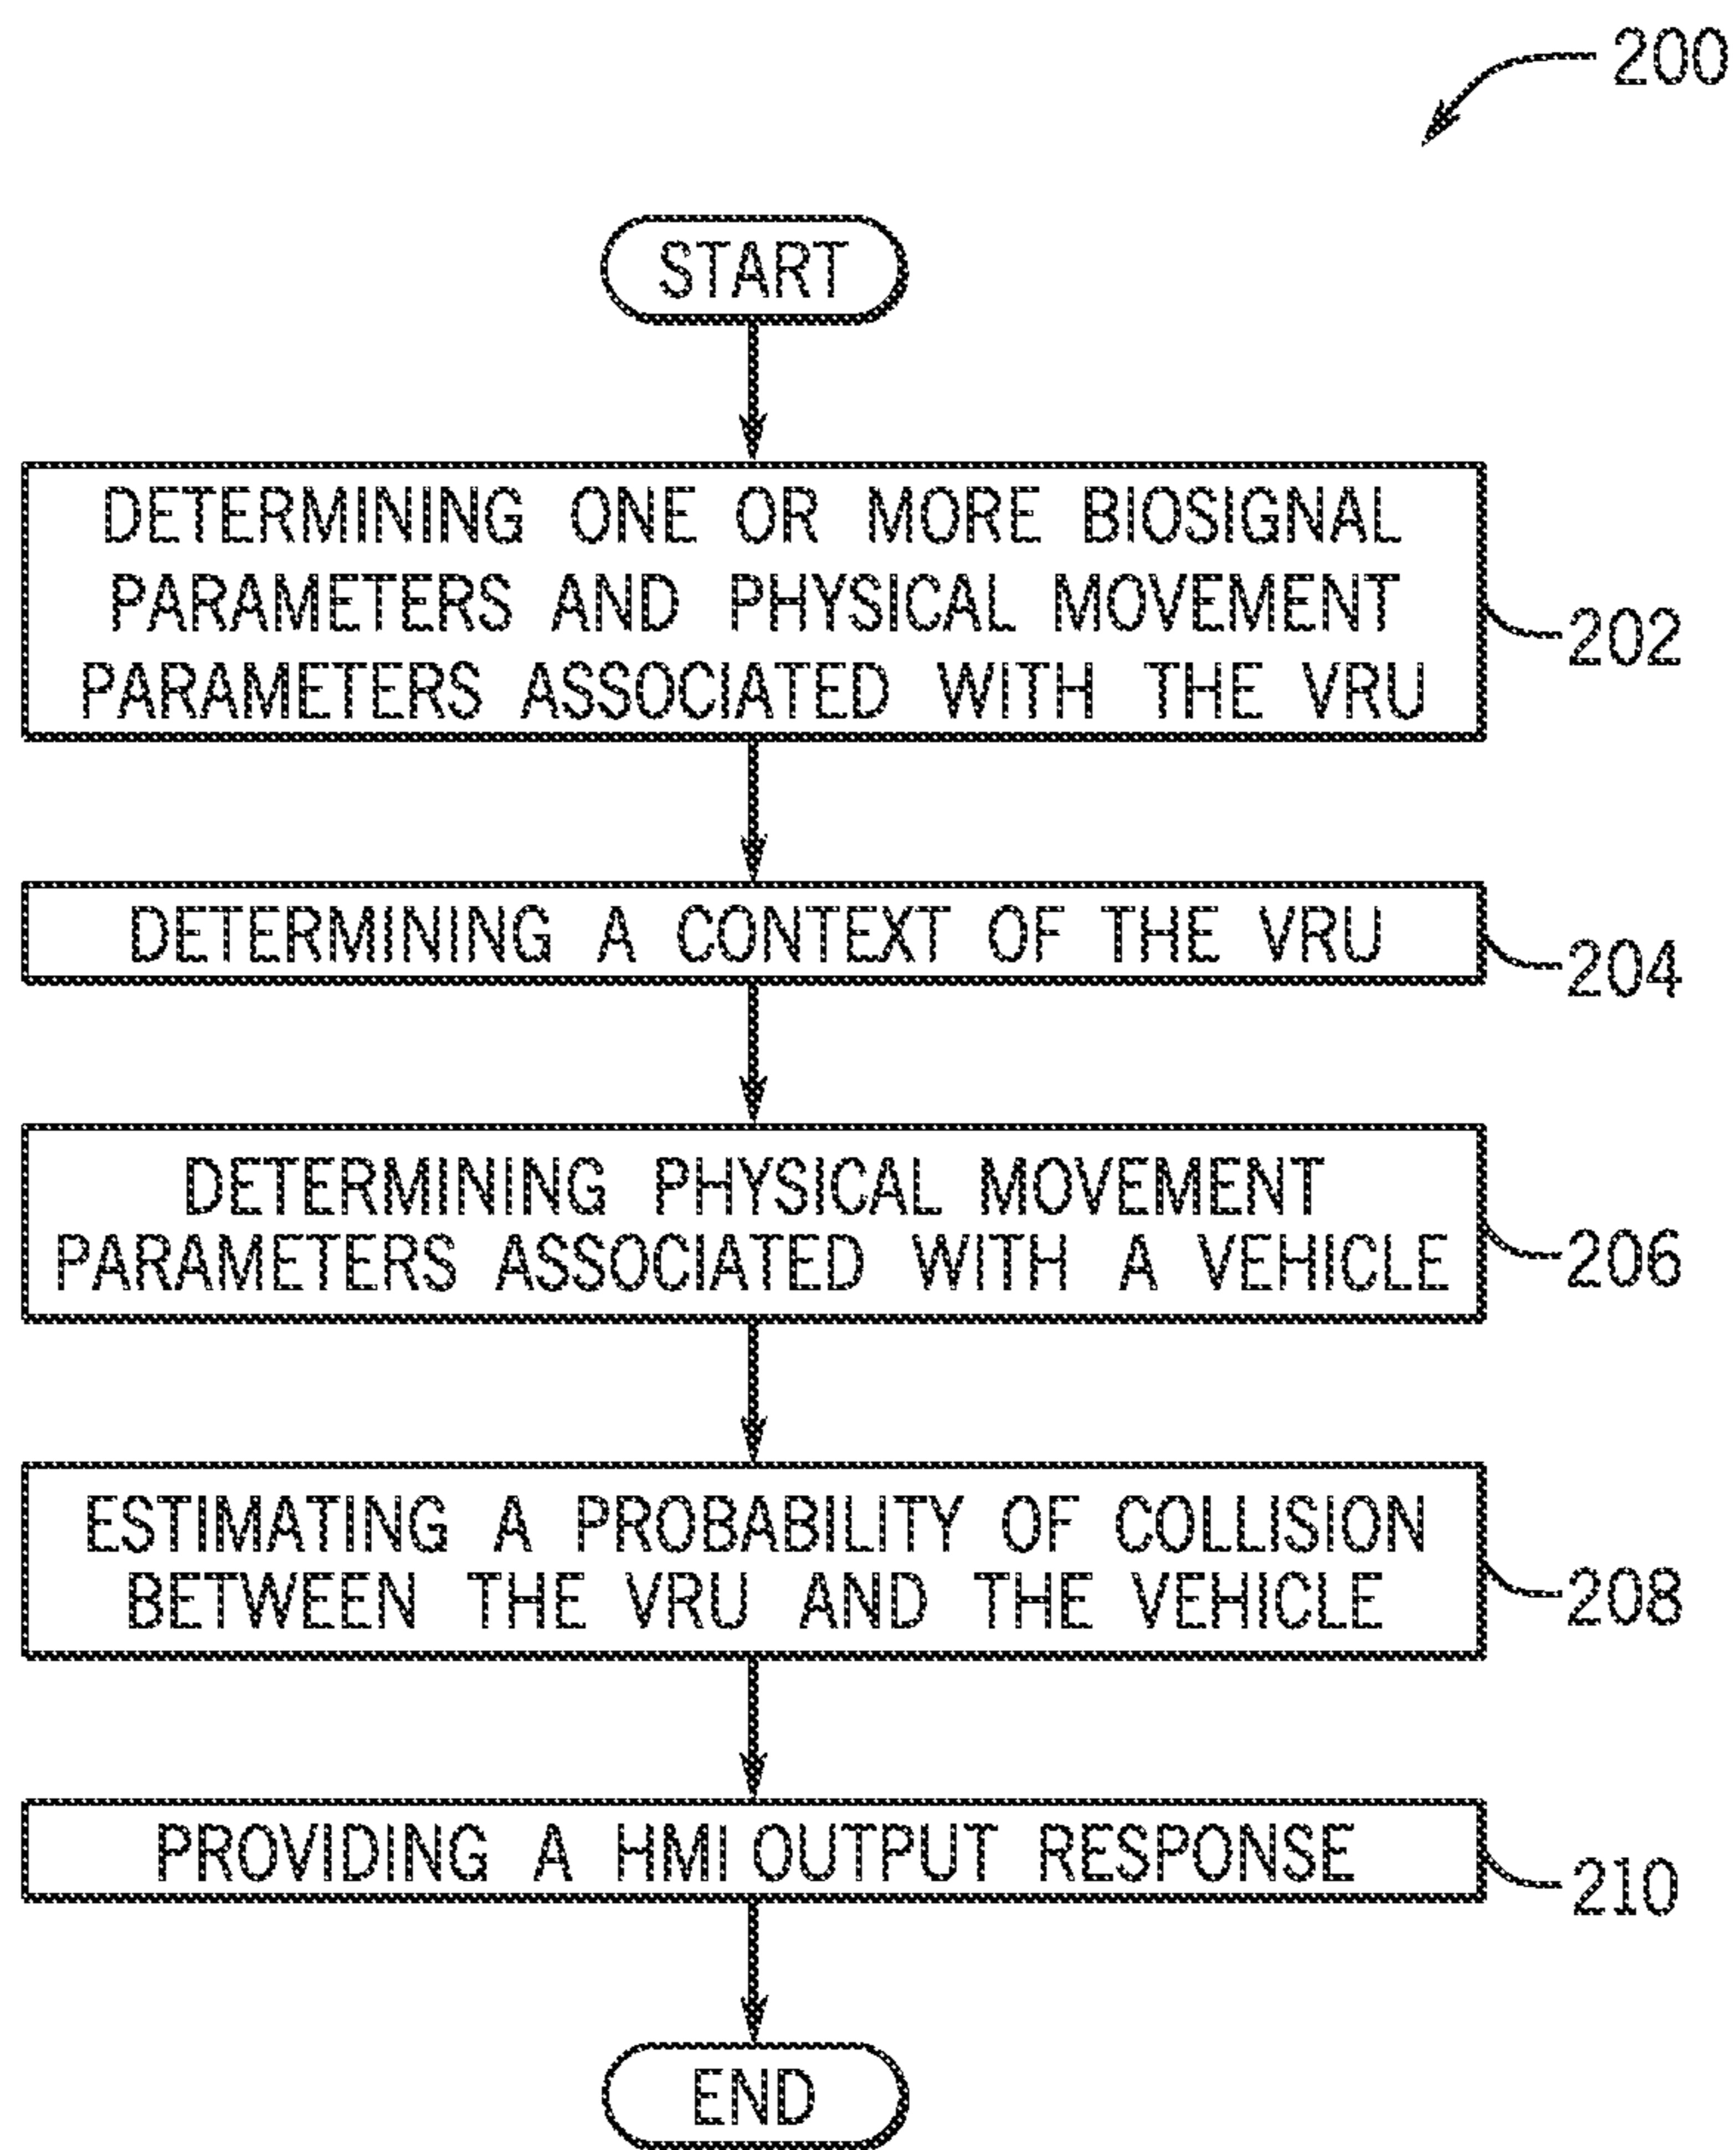 200
START
DETERMINING ONE OR MORE BIOSIGNAL
PARAMETERS AND PHYSICAL MOVEMENT
PARAMETERS ASSOCIATED WITH THE VRU
202
DETERMINING A CONTEXT OF THE VRU
204
DETERMINING PHYSICAL MOVEMENT
PARAMETERS ASSOCIATED WITH A VEHICLE
206
ESTIMATING A PROBABILITY OF COLLISION
BETWEEN THE VRU AND THE VEHICLE
208
PROVIDING A HMI OUTPUT RESPONSE
210
END